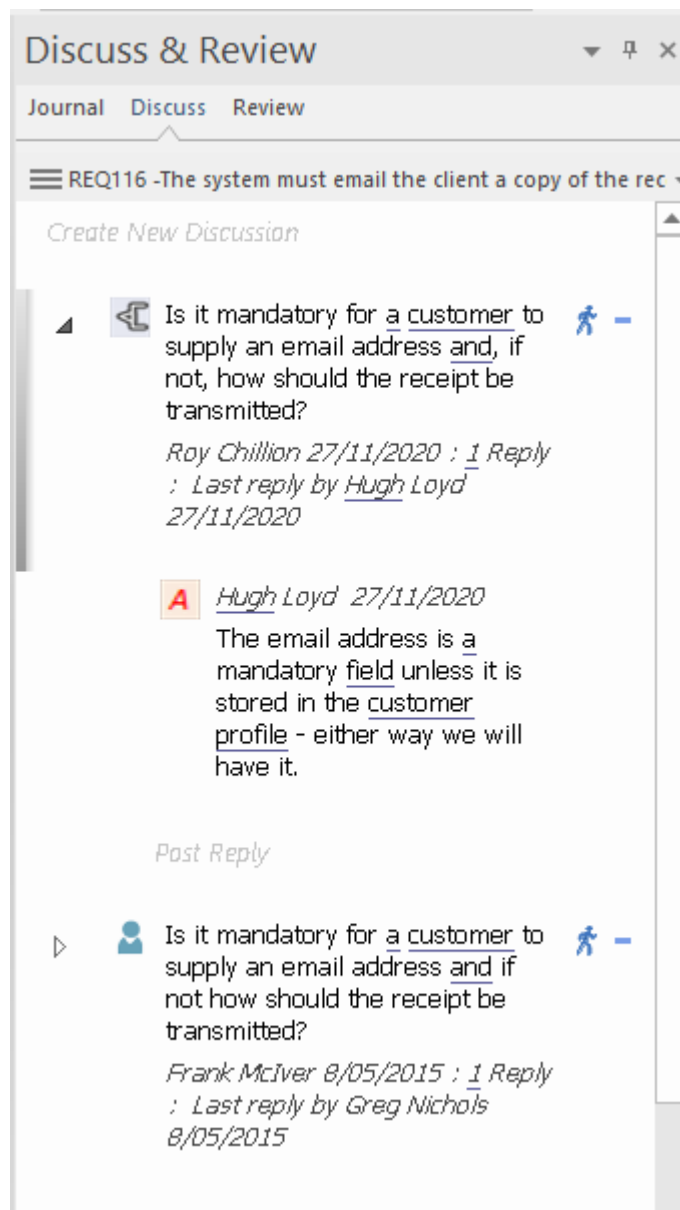 Discuss & Review
Journal Discuss Review
REQ116 -The system must email the client a copy of the rec
Create New Discussion
Is it mandatory for a customer to
supply an email address and, if
not, how should the receipt be
transmitted?
Roy Chillion 27/11/2020 : 1 Reply
: Last reply by Hugh Loyd
27/11/2020
A Hugh Loyd 27/11/2020
The email address is a
mandatory field unless it is
stored in the customer
profile - either way we will
have it.
Post Reply
Is it mandatory for a customer to
supply an email address and if
not how should the receipt be
transmitted?
Frank McIver 8/05/2015 : 1 Reply
: Last reply by Greg Nichols
8/05/2015